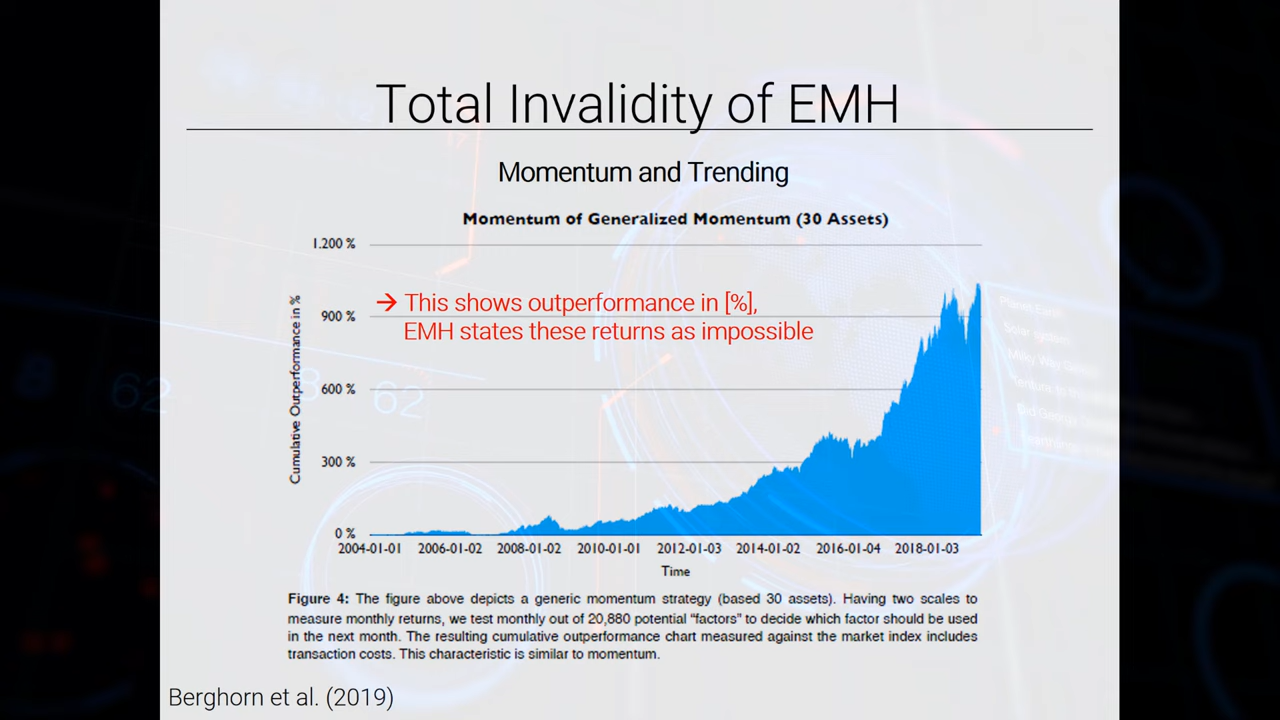 Total Invalidity of EMH
Momentum and Trending
Momentum of Generalized Momentum (30 Assets)
1.200 %
900 %
600 %
300 %
0 %
Cumulative Outperformance in %
→ This shows outperformance in [%],
EMH states these returns as impossible
2004-01-01 2006-01-02 2008-01-02 2010-01-01 2012-01-03 2014-01-02 2016-01-04 2018-01-03
Time
Figure 4: The figure above depicts a generic momentum strategy (based 30 assets). Having two scales to
measure monthly returns, we test monthly out of 20,880 potential “factors” to decide which factor should be used
in the next month. The resulting cumulative outperformance chart measured against the market index includes
transaction costs. This characteristic is similar to momentum.
Berghorn et al. (2019)
62
62
Planet Earth
Solar system